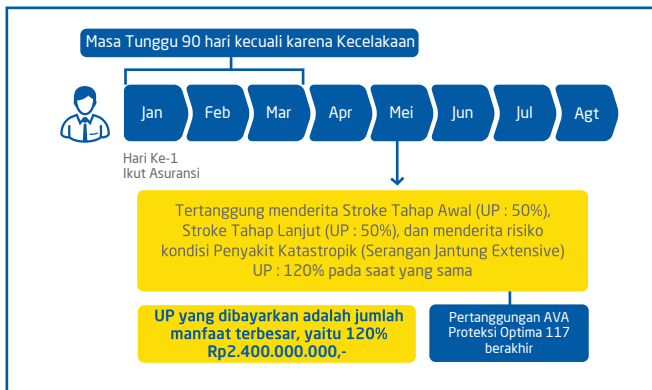 Masa Tunggu 90 hari kecuali karena Kecelakaan
Jan Feb Mar Apr Mei Jun Jul Agt
Hari Ke-1
Ikut Asuransi
Tertanggung menderita Stroke Tahap Awal (UP : 50%),
Stroke Tahap Lanjut (UP : 50%), dan menderita risiko
kondisi Penyakit Katastropik (Serangan Jantung Extensive)
UP : 120% pada saat yang sama
UP yang dibayarkan adalah jumlah
manfaat terbesar, yaitu 120%
Rp2.400.000.000,-
Pertanggungan AVA
Proteksi Optima 117
berakhir